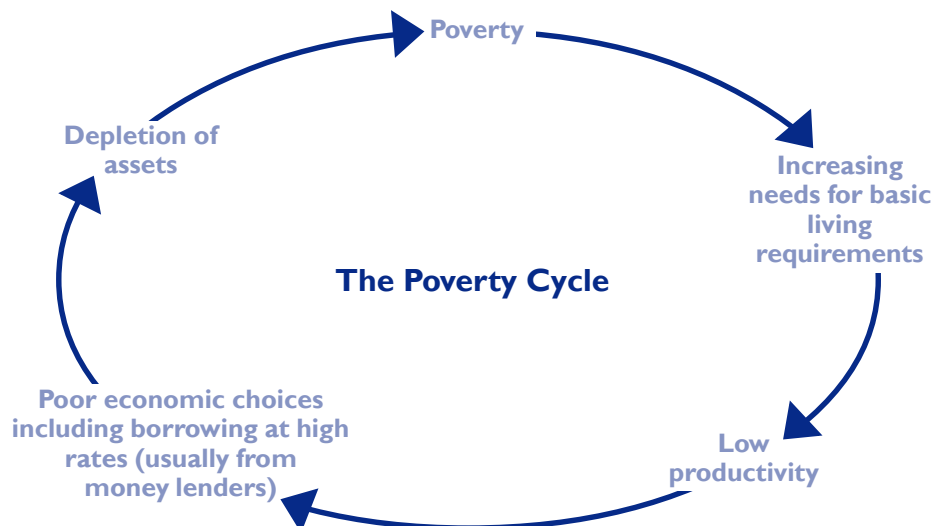 Poverty
Increasing
needs for basic
living
requirements
Low
productivity
Poor economic choices
including borrowing at high
rates (usually from
money lenders)
Depletion of
assets
The Poverty Cycle